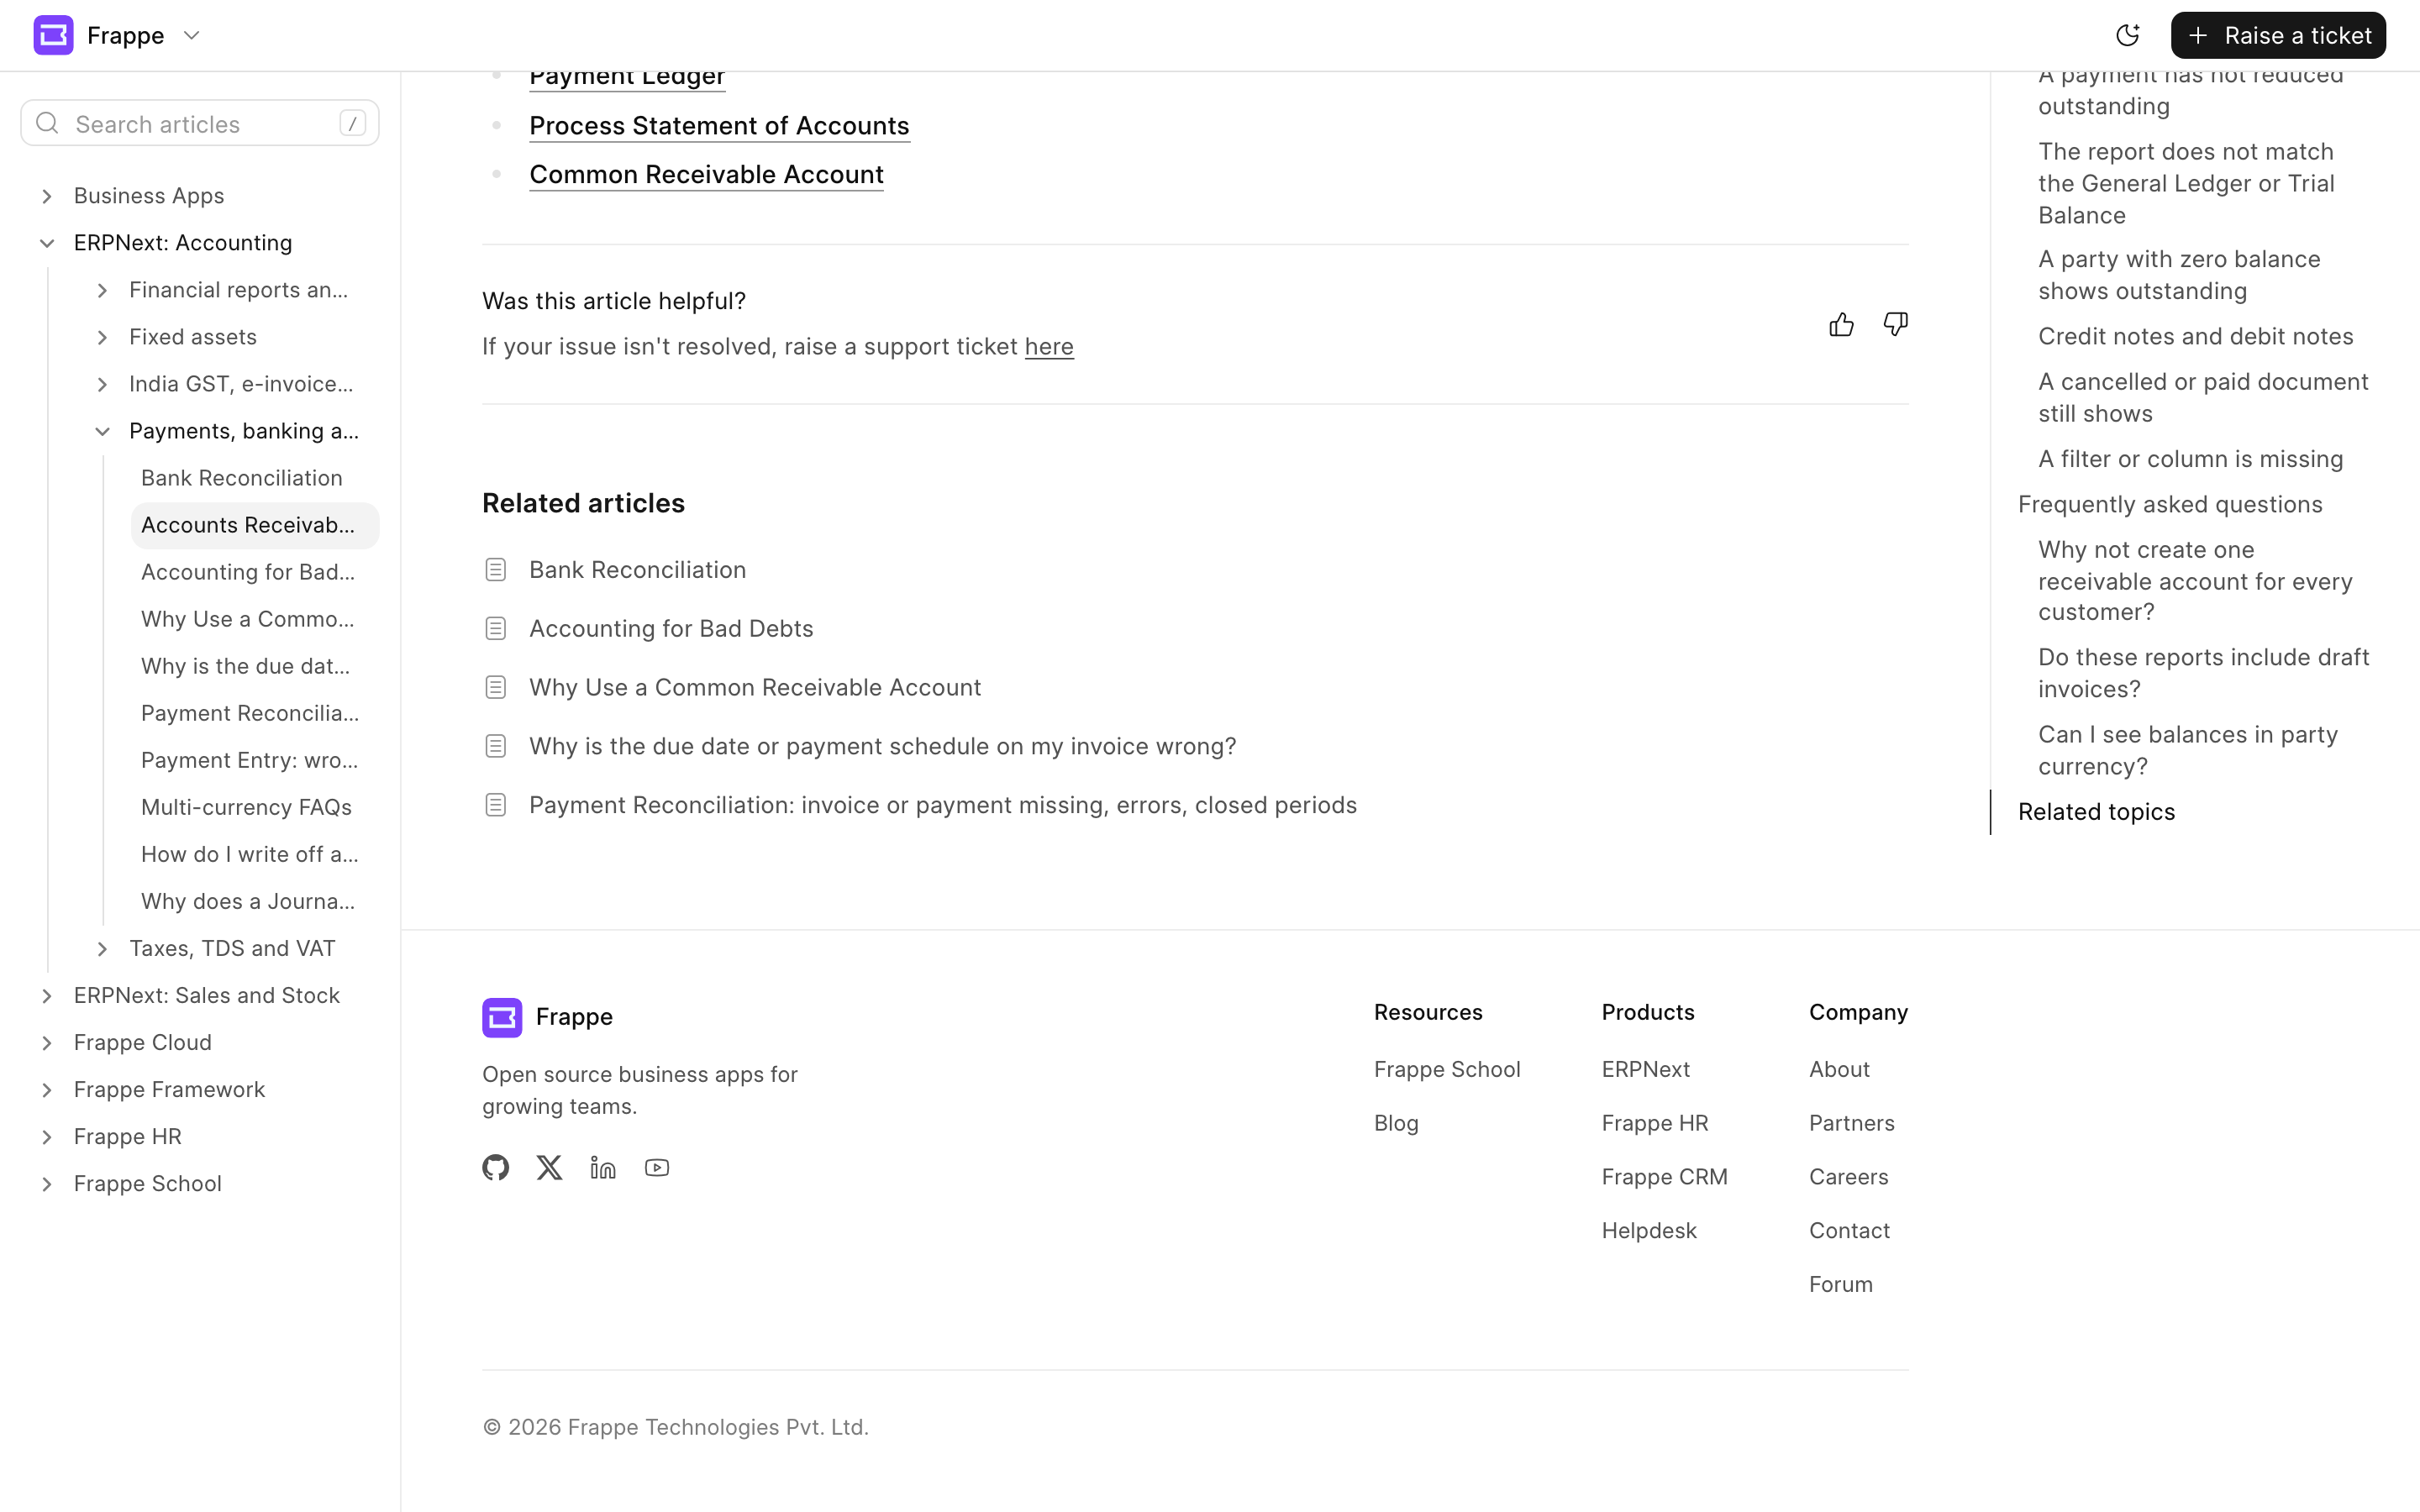 Frappe
Raise a ticket
Search articles
/
Business Apps
ERPNext: Accounting
Financial reports an...
Fixed assets
India GST, e-invoice...
Payments, banking a...
Bank Reconciliation
Accounts Receivab...
Accounting for Bad...
Why Use a Commo...
Why is the due dat...
Payment Reconcilia...
Payment Entry: wro...
Multi-currency FAQs
How do I write off a...
Why does a Journa...
Taxes, TDS and VAT
ERPNext: Sales and Stock
Frappe Cloud
Frappe Framework
Frappe HR
Frappe School
Payment Ledger
Process Statement of Accounts
Common Receivable Account
Was this article helpful?
If your issue isn't resolved, raise a support ticket here
Related articles
Bank Reconciliation
Accounting for Bad Debts
Why Use a Common Receivable Account
Why is the due date or payment schedule on my invoice wrong?
Payment Reconciliation: invoice or payment missing, errors, closed periods
A payment has not reduced
outstanding
The report does not match
the General Ledger or Trial
Balance
A party with zero balance
shows outstanding
Credit notes and debit notes
A cancelled or paid document
still shows
A filter or column is missing
Frequently asked questions
Why not create one
receivable account for every
customer?
Do these reports include draft
invoices?
Can I see balances in party
currency?
Related topics
Frappe
Open source business apps for
growing teams.
Resources
Frappe School
Blog
Products
ERPNext
Frappe HR
Frappe CRM
Helpdesk
Company
About
Partners
Careers
Contact
Forum
© 2026 Frappe Technologies Pvt. Ltd.